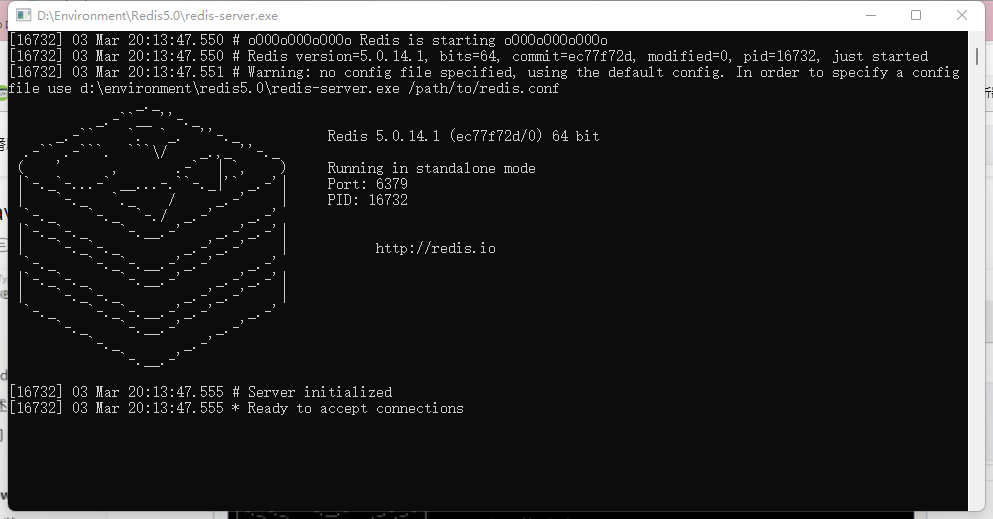 D:\Environment\Redis5.0\redis-server.exe
[16732] 03 Mar 20:13:47.550 # oO0OoO0OoO0Oo Redis is starting oO0OoO0OoO0Oo
[16732] 03 Mar 20:13:47.550 # Redis version=5.0.14.1, bits=64, commit=ec77f72d, modified=0, pid=16732, just started
[16732] 03 Mar 20:13:47.551 # Warning: no config file specified, using the default config. In order to specify a config
file use d:\environment\redis5.0\redis-server.exe /path/to/redis.conf
Redis 5.0.14.1 (ec77f72d/0) 64 bit
Running in standalone mode
Port: 6379
PID: 16732
http://redis.io
[16732] 03 Mar 20:13:47.555 # Server initialized
[16732] 03 Mar 20:13:47.555 * Ready to accept connections